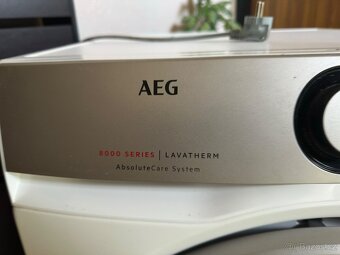 AEG
8000 SERIES | LAVATHERM
AbsoluteCare System